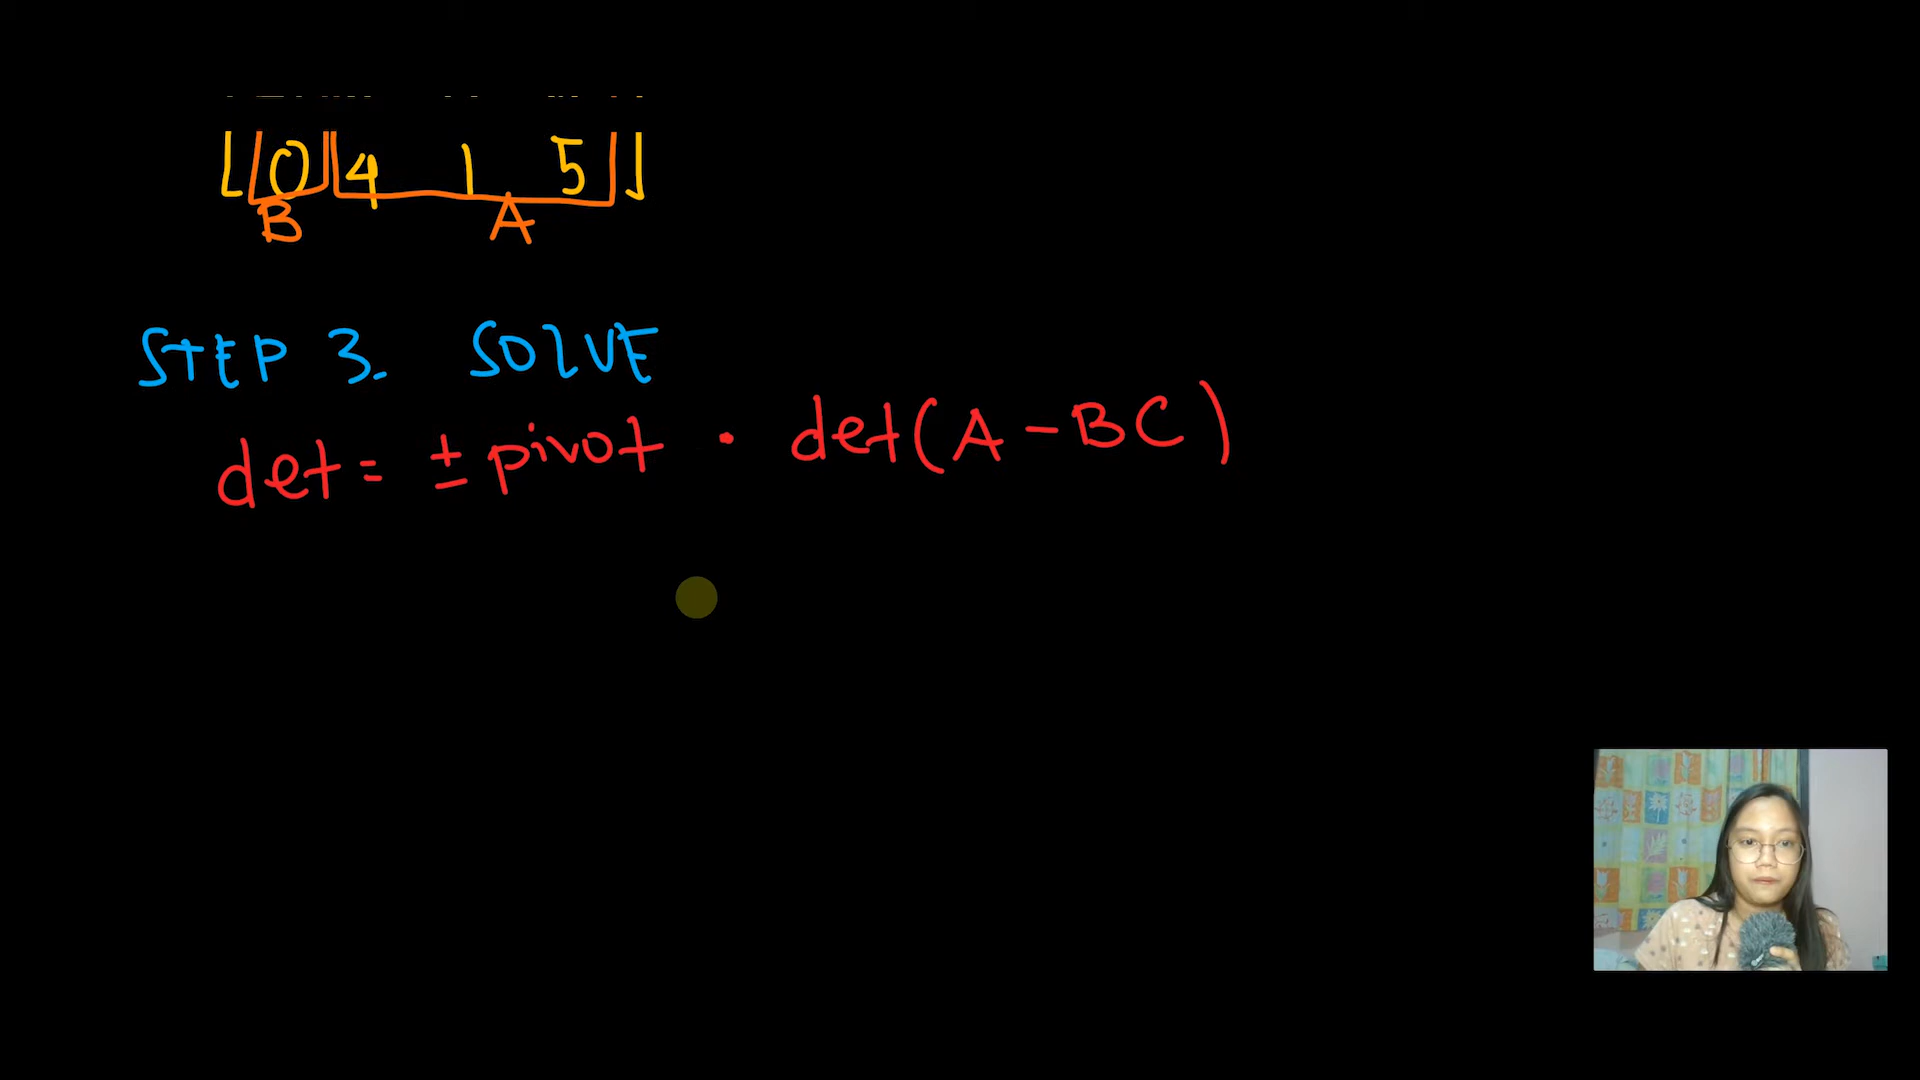 0 4 1 5
B A
STEP 3. SOLVE
det = ± pivot · det(A - BC)